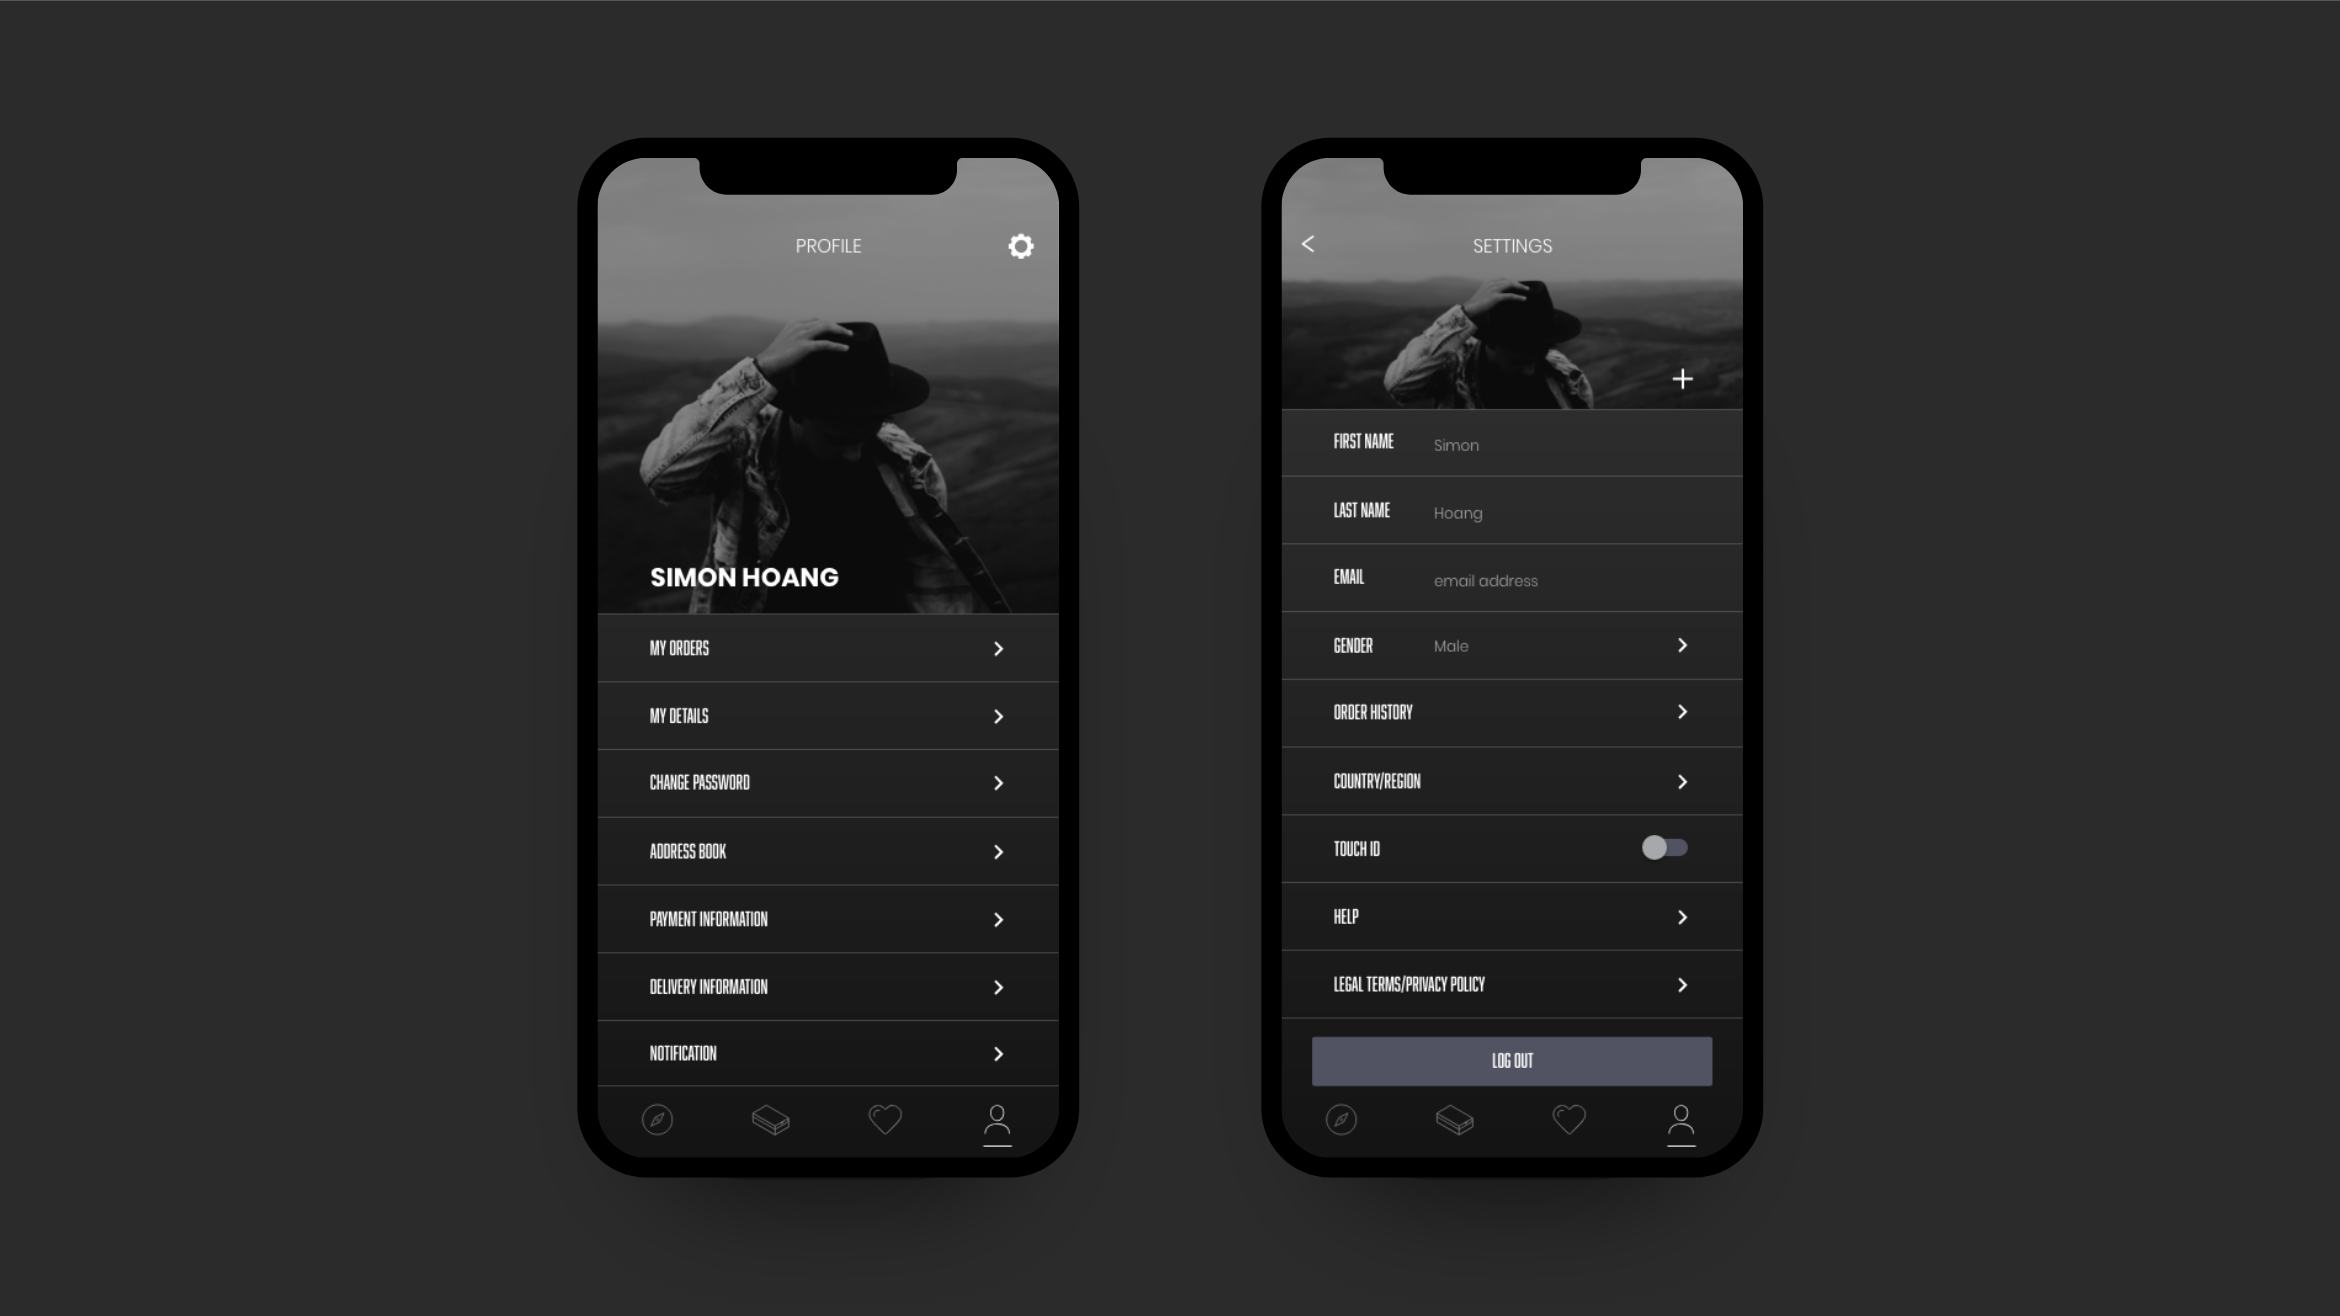 PROFILE
SIMON HOANG
MY ORDERS
MY DETAILS
CHANGE PASSWORD
ADDRESS BOOK
PAYMENT INFORMATION
DELIVERY INFORMATION
NOTIFICATION
SETTINGS
FIRST NAME Simon
LAST NAME Hoang
EMAIL email address
GENDER Male
ORDER HISTORY
COUNTRY/REGION
TOUCH ID
HELP
LEGAL TERMS/PRIVACY POLICY
LOG OUT